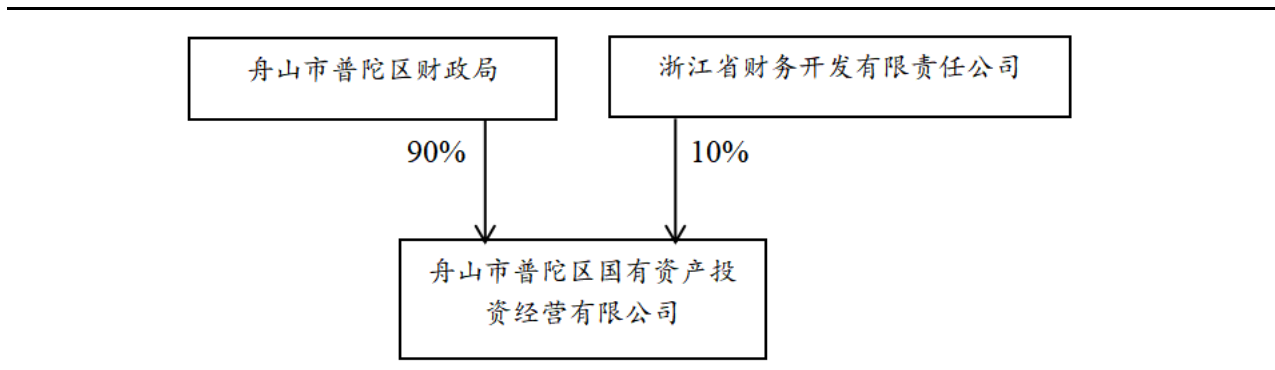 舟山市普陀区财政局
浙江省财务开发有限责任公司
90%
10%
舟山市普陀区国有资产投
资经营有限公司